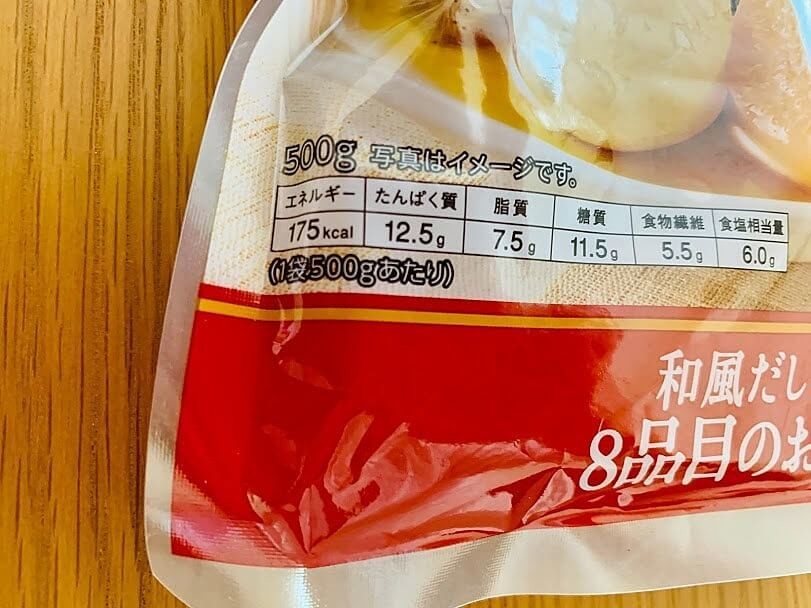 500g 写真はイメージです。
エネルギー たんぱく質 脂質 糖質 食物繊維 食塩相当量
175kcal 12.5g 7.5g 11.5g 5.5g 6.0g
(1袋500gあたり)
和風だし
8品目のお